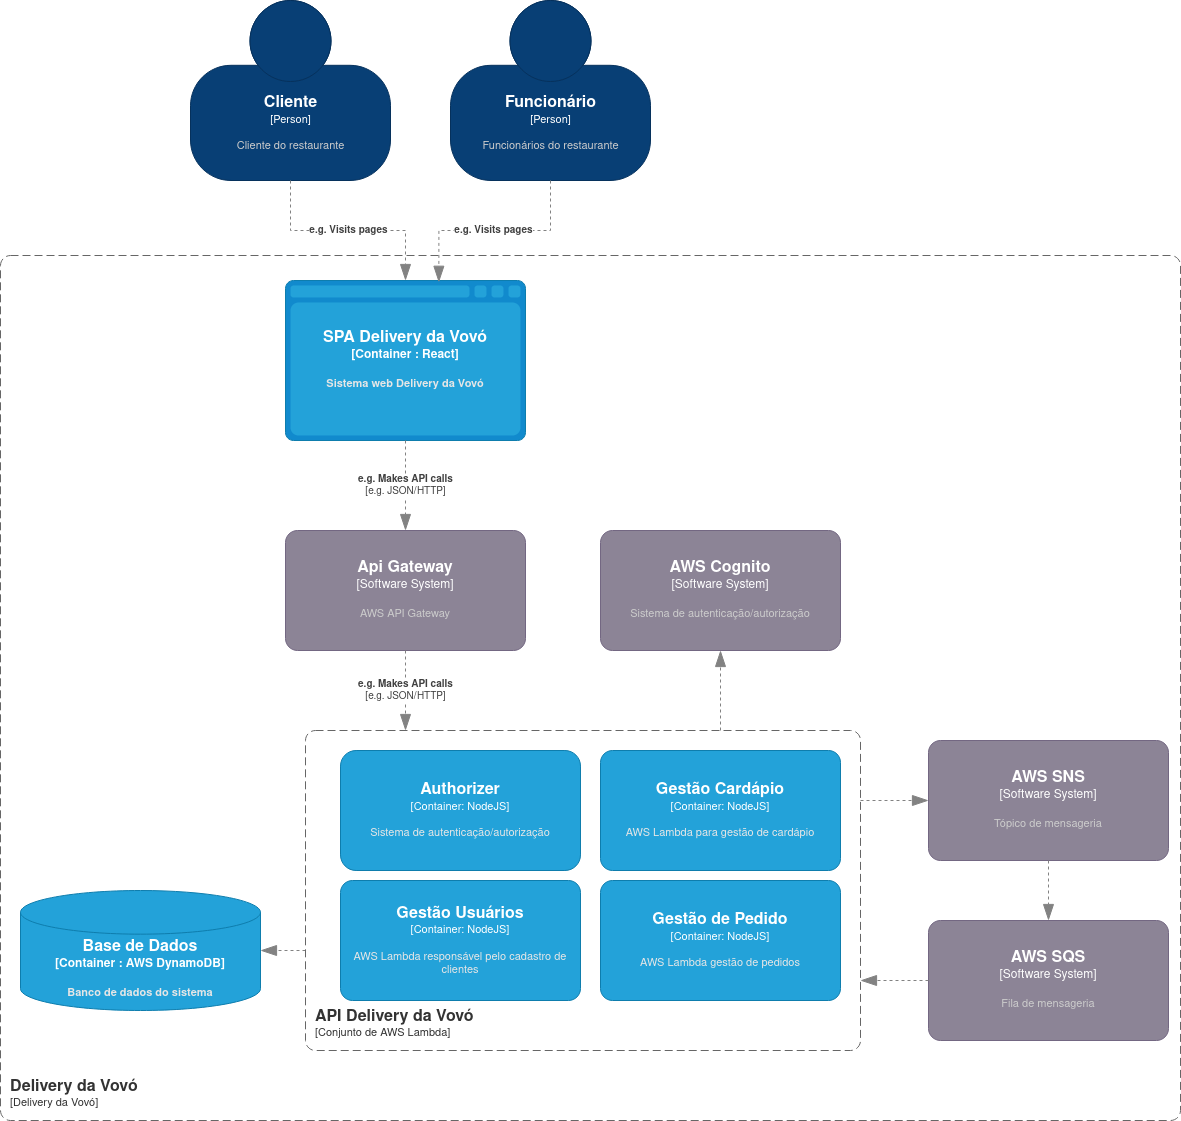 Cliente
[Person]
Cliente do restaurante
Funcionário
[Person]
Funcionários do restaurante
e.g. Visits pages
e.g. Visits pages
SPA Delivery da Vovó
[Container : React]
Sistema web Delivery da Vovó
e.g. Makes API calls
[e.g. JSON/HTTP]
Api Gateway
[Software System]
AWS API Gateway
AWS Cognito
[Software System]
Sistema de autenticação/autorização
e.g. Makes API calls
[e.g. JSON/HTTP]
Authorizer
[Container: NodeJS]
Sistema de autenticação/autorização
Gestão Cardápio
[Container: NodeJS]
AWS Lambda para gestão de cardápio
AWS SNS
[Software System]
Tópico de mensageria
Gestão Usuários
[Container: NodeJS]
AWS Lambda responsável pelo cadastro de
clientes
Gestão de Pedido
[Container: NodeJS]
AWS Lambda gestão de pedidos
AWS SQS
[Software System]
Fila de mensageria
Base de Dados
[Container : AWS DynamoDB]
Banco de dados do sistema
API Delivery da Vovó
[Conjunto de AWS Lambda]
Delivery da Vovó
[Delivery da Vovó]